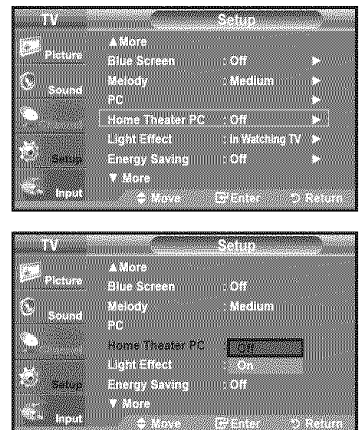 TV Setup
Picture
Sound
Setup
Input
▲ More
Blue Screen : Off ▶
Melody : Medium ▶
PC ▶
Home Theater PC : Off ▶
Light Effect : In Watching TV ▶
Energy Saving : Off ▶
▼ More
Move Enter Return
TV Setup
Picture
Sound
Setup
Input
▲ More
Blue Screen : Off
Melody : Medium
PC
Home Theater PC : Off
Light Effect : On
Energy Saving : Off
▼ More
Move Enter Return